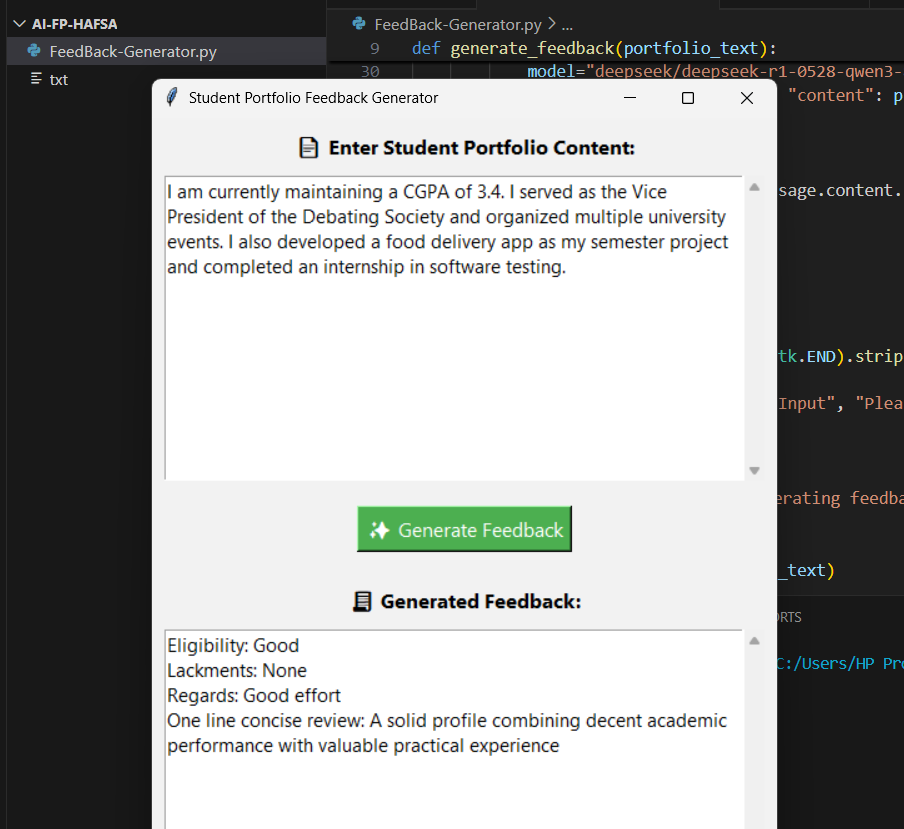 AI-FP-HAFSA
FeedBack-Generator.py
txt
FeedBack-Generator.py > ...
9 def generate_feedback(portfolio_text):
30 model="deepseek/deepseek-r1-0528-qwen3-
"content": p
sage.content.
tk.END).strip
Input", "Plea
erating feedba
_text)
ORTS
C:/Users/HP Pro
Student Portfolio Feedback Generator
Enter Student Portfolio Content:
I am currently maintaining a CGPA of 3.4. I served as the Vice
President of the Debating Society and organized multiple university
events. I also developed a food delivery app as my semester project
and completed an internship in software testing.
Generate Feedback
Generated Feedback:
Eligibility: Good
Lackments: None
Regards: Good effort
One line concise review: A solid profile combining decent academic
performance with valuable practical experience